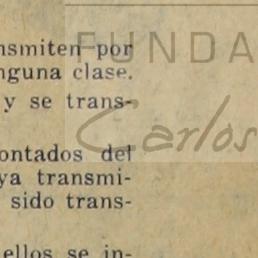 nsmiten por
nguna clase.
y se trans-
ontados del
ya transmi-
sido trans-
ellos se in-
FUNDA
Carlos